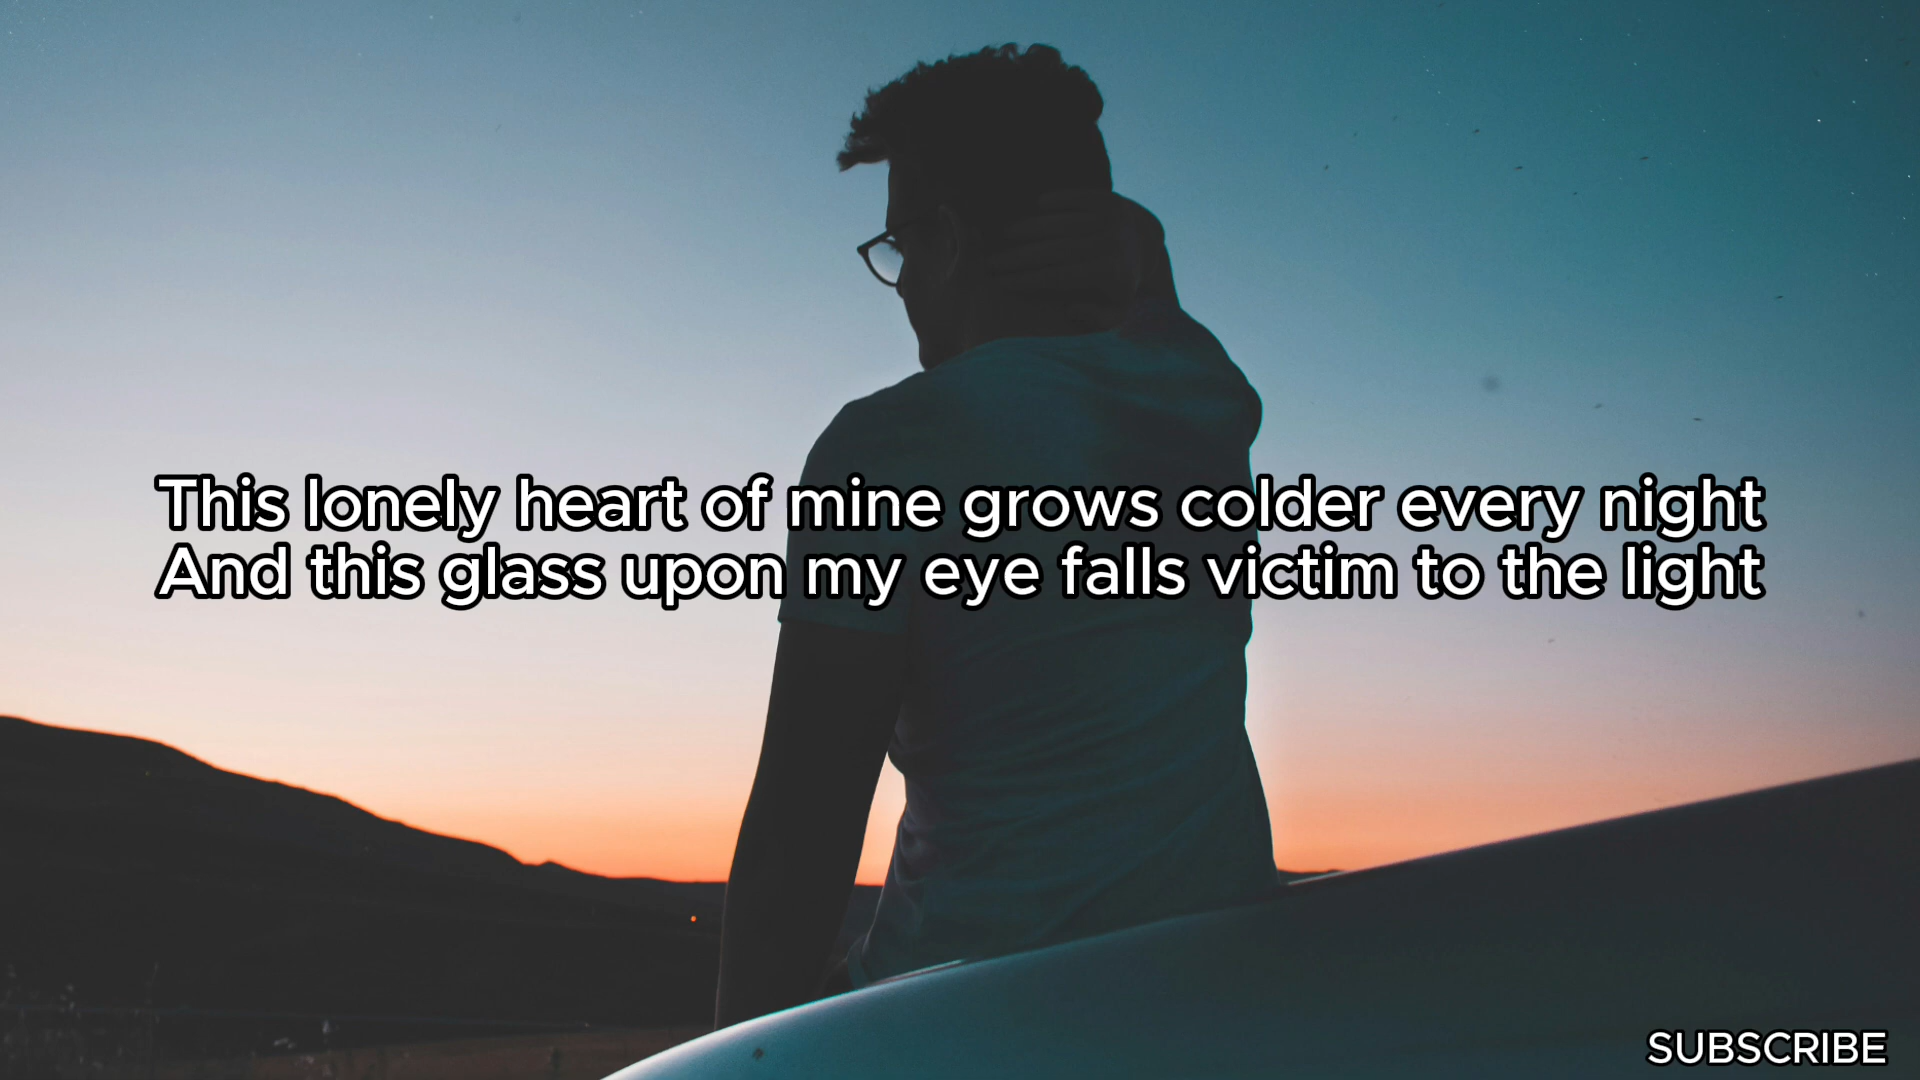 This lonely heart of mine grows colder every night
And this glass upon my eye falls victim to the light
SUBSCRIBE